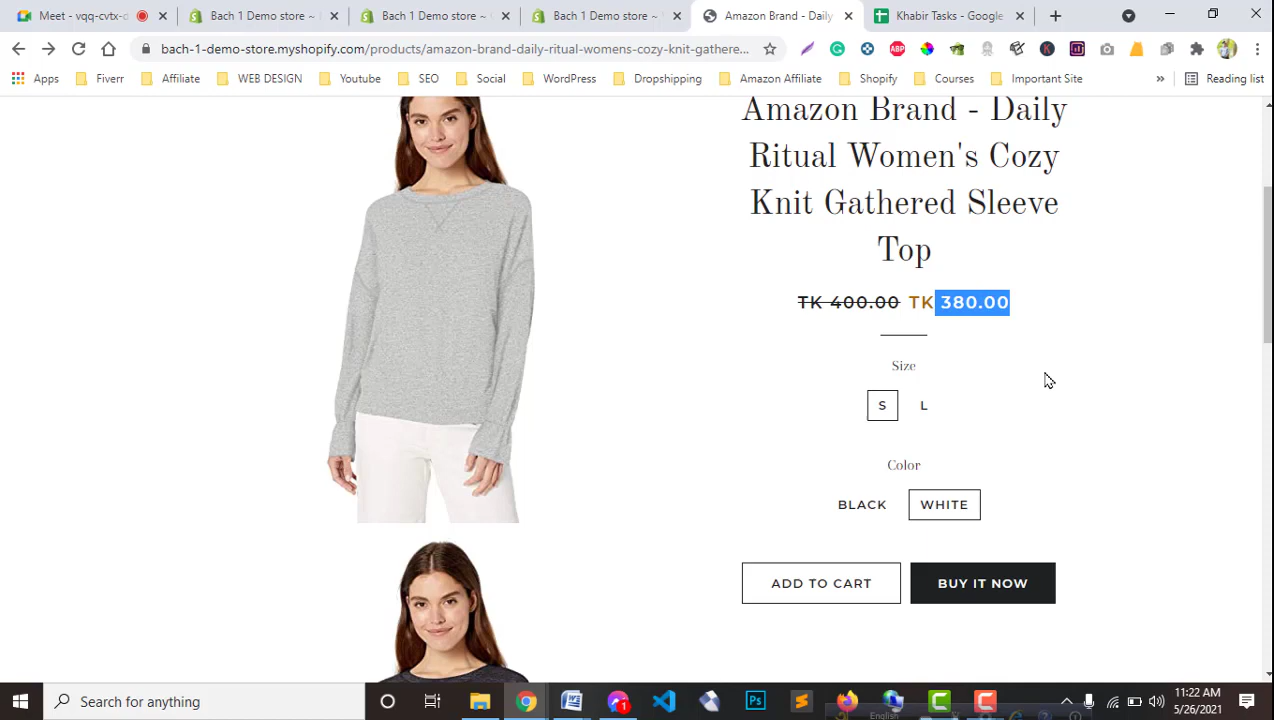 Meet - vqq-cvtx-d
Bach 1 Demo store ~
Bach 1 Demo store ~
Bach 1 Demo store ~
Amazon Brand - Daily
Khabir Tasks - Google
bach-1-demo-store.myshopify.com/products/amazon-brand-daily-ritual-womens-cozy-knit-gathere...
ABP
K
Apps
Fiverr
Affiliate
WEB DESIGN
Youtube
SEO
Social
WordPress
Dropshipping
Amazon Affiliate
Shopify
Courses
Important Site
»
Reading list
Amazon Brand - Daily
Ritual Women's Cozy
Knit Gathered Sleeve
Top
TK 400.00 TK 380.00
Size
S L
Color
BLACK WHITE
ADD TO CART BUY IT NOW
Search for anything
1
Ps
English
11:22 AM
5/26/2021